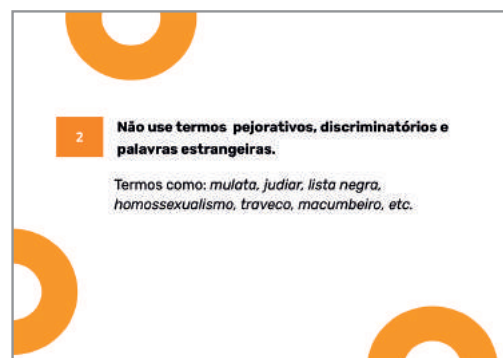 2
Não use termos pejorativos, discriminatórios e
palavras estrangeiras.
Termos como: mulata, judiar, lista negra,
homossexualismo, traveco, macumbeiro, etc.